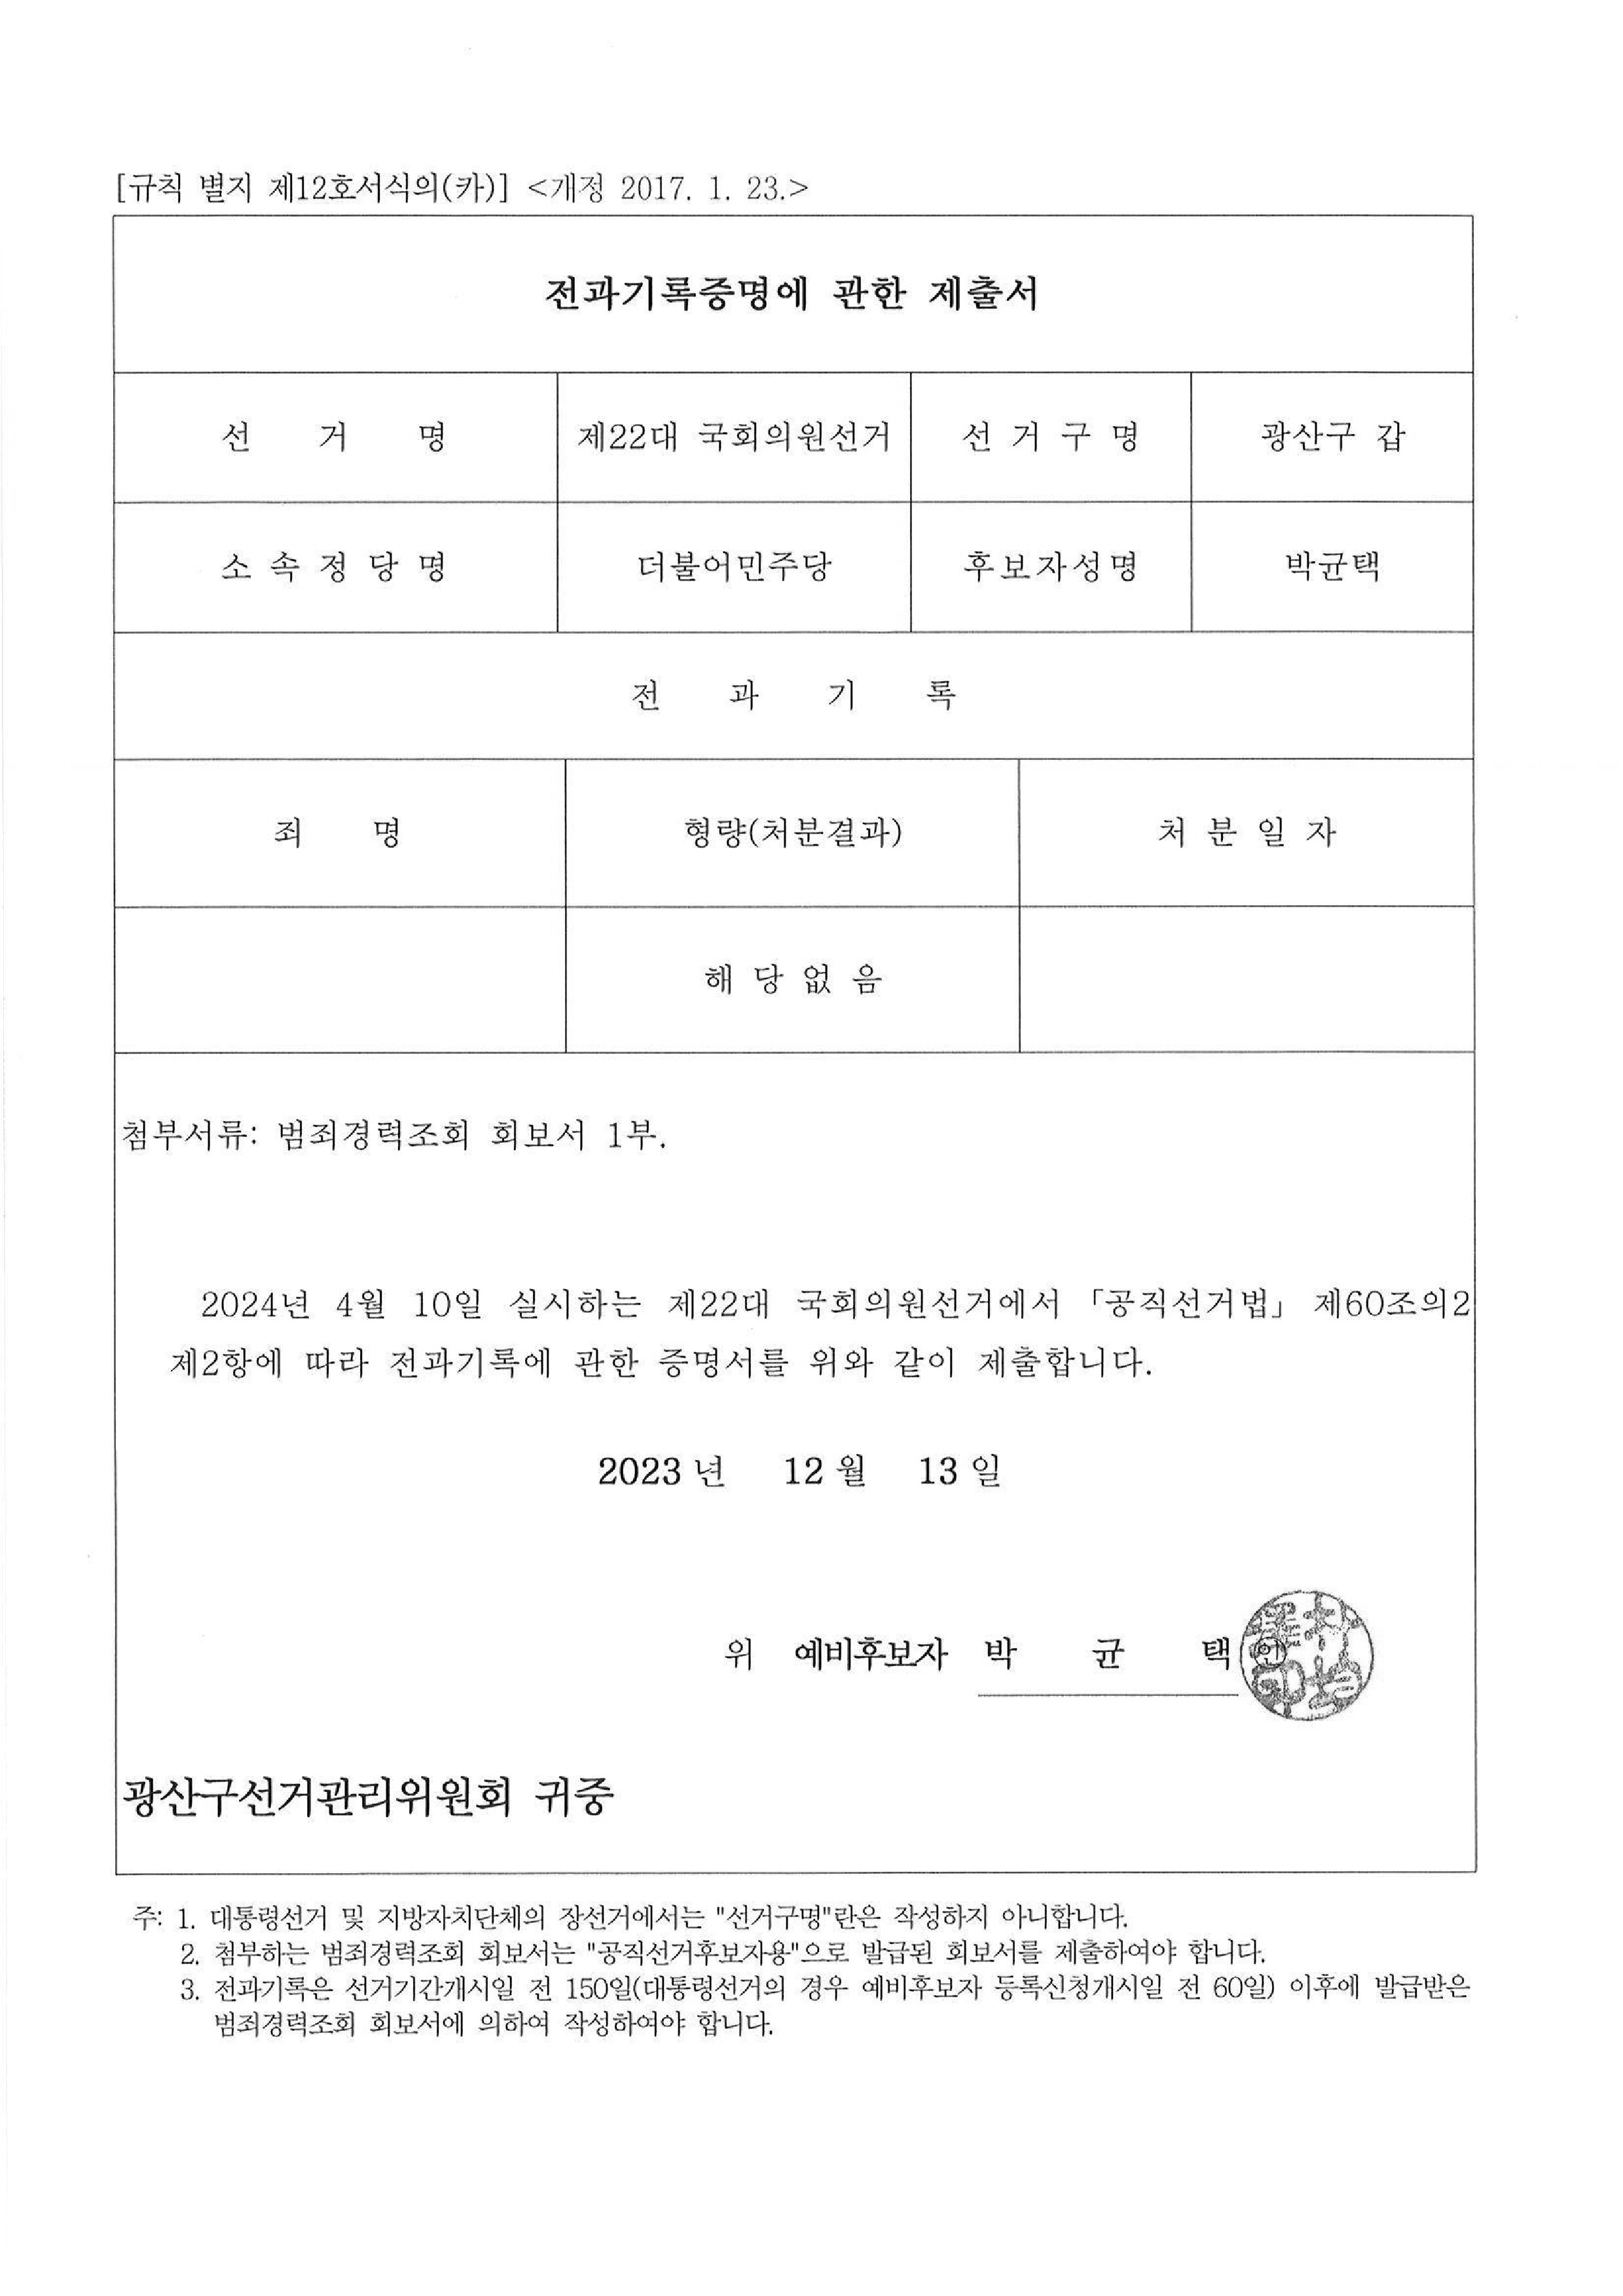 [규칙 별지 제12호서식의(카)] <개정 2017. 1. 23.>
전과기록증명에 관한 제출서
선 거 명 제22대 국회의원선거 선 거 구 명 광산구 갑
소 속 정 당 명 더불어민주당 후보자성명 박균택
전 과 기 록
죄 명 형량(처분결과) 처 분 일 자
해 당 없 음
첨부서류: 범죄경력조회 회보서 1부.
2024년 4월 10일 실시하는 제22대 국회의원선거에서 「공직선거법」 제60조의2
제2항에 따라 전과기록에 관한 증명서를 위와 같이 제출합니다.
2023 년 12 월 13 일
위 예비후보자 박 균 택 ㊞
광산구선거관리위원회 귀중
주: 1. 대통령선거 및 지방자치단체의 장선거에서는 "선거구명"란은 작성하지 아니합니다.
2. 첨부하는 범죄경력조회 회보서는 "공직선거후보자용"으로 발급된 회보서를 제출하여야 합니다.
3. 전과기록은 선거기간개시일 전 150일(대통령선거의 경우 예비후보자 등록신청개시일 전 60일) 이후에 발급받은
범죄경력조회 회보서에 의하여 작성하여야 합니다.